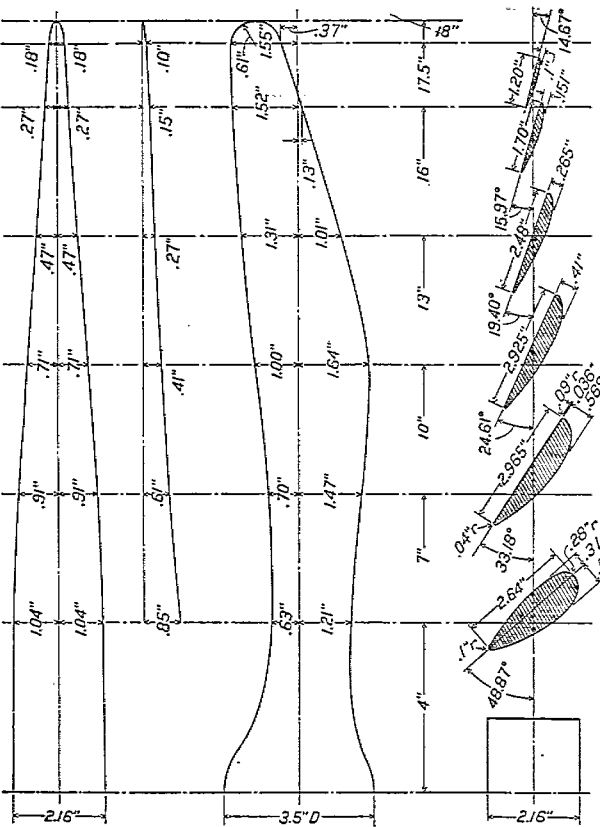 .18" .18" .10" .61" 1.55" .37" 18" 14.67°
17.5" 1.20" .1"
.27" .27" .15" 1.52" .151"
.13" 16" 1.70"
15.97° .265"
.47" .47" .27" 1.31" 1.01" 2.48"
13" 19.40° .41"
.71" .71" .41" 1.00" 1.64" 2.925"
10" 24.61° .09"r .036"
.91" .91" .61" .70" 1.47" 2.965"
7" .04"r 33.18° .28"r
1.04" 1.04" .85" .63" 1.21" 2.64"
.1"r
4" 48.87°
2.16" 3.5"D 2.16"